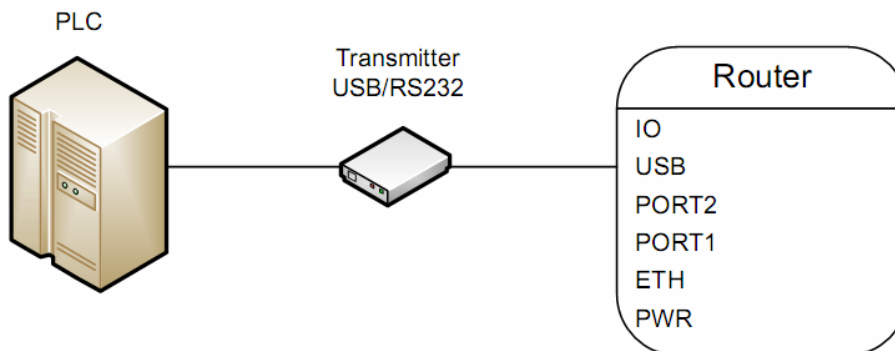 PLC
Transmitter
USB/RS232
Router
IO
USB
PORT2
PORT1
ETH
PWR